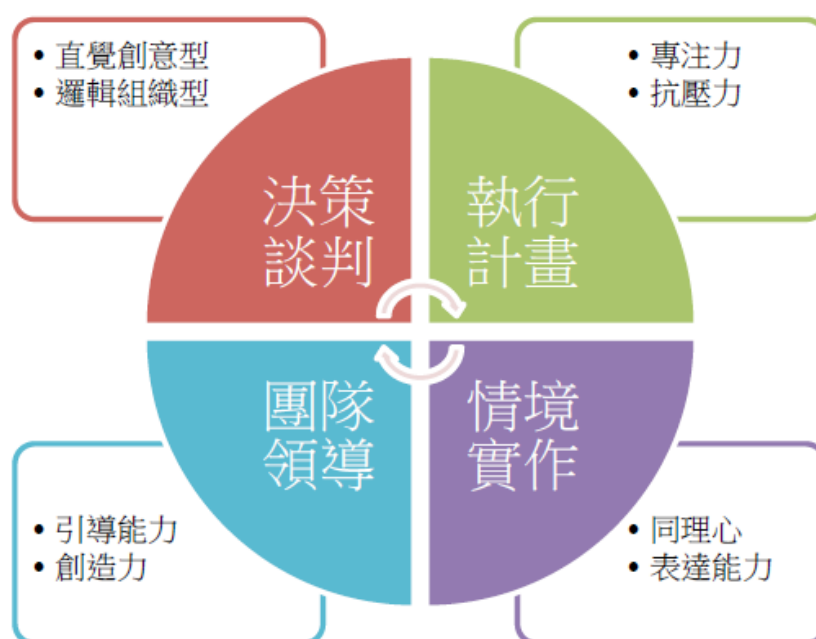 • 直覺創意型
• 邏輯組織型
• 專注力
• 抗壓力
決策
談判
執行
計畫
團隊
領導
情境
實作
• 引導能力
• 創造力
• 同理心
• 表達能力